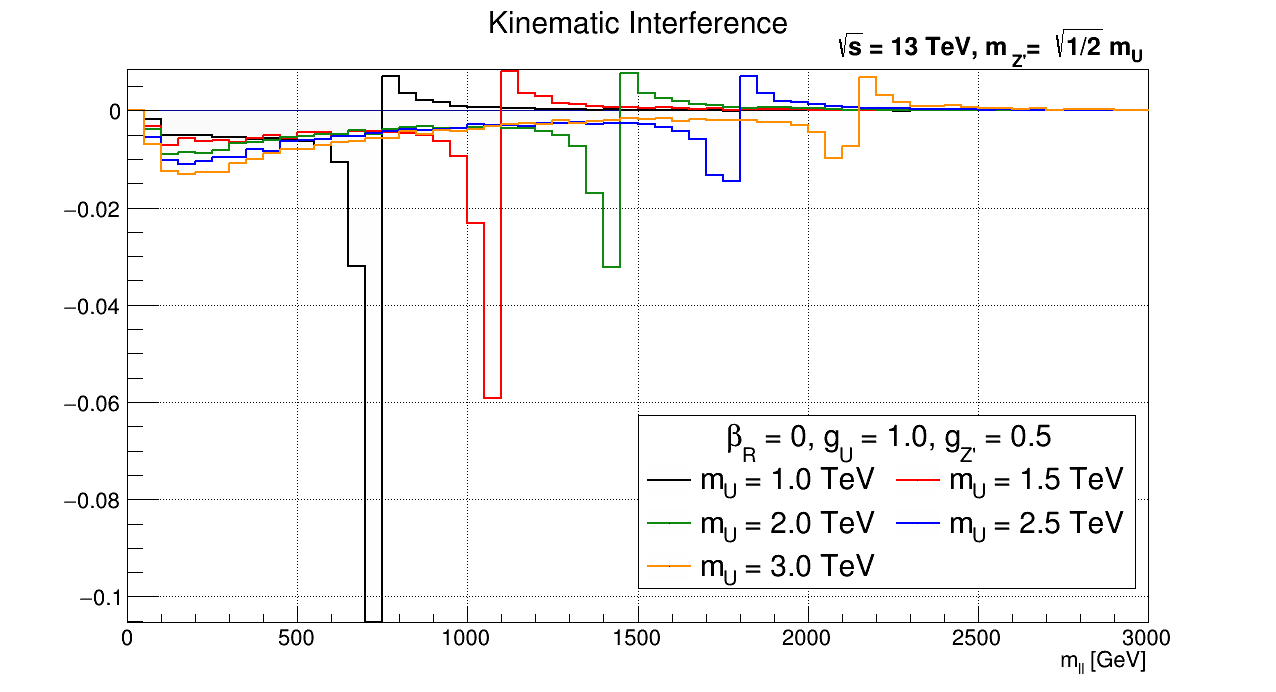 Kinematic Interference
√s = 13 TeV, m_Z'= √1/2 m_U
0
−0.02
−0.04
−0.06
−0.08
−0.1
β_R = 0, g_U = 1.0, g_Z' = 0.5
m_U = 1.0 TeV m_U = 1.5 TeV
m_U = 2.0 TeV m_U = 2.5 TeV
m_U = 3.0 TeV
0 500 1000 1500 2000 2500 3000
m_ll [GeV]